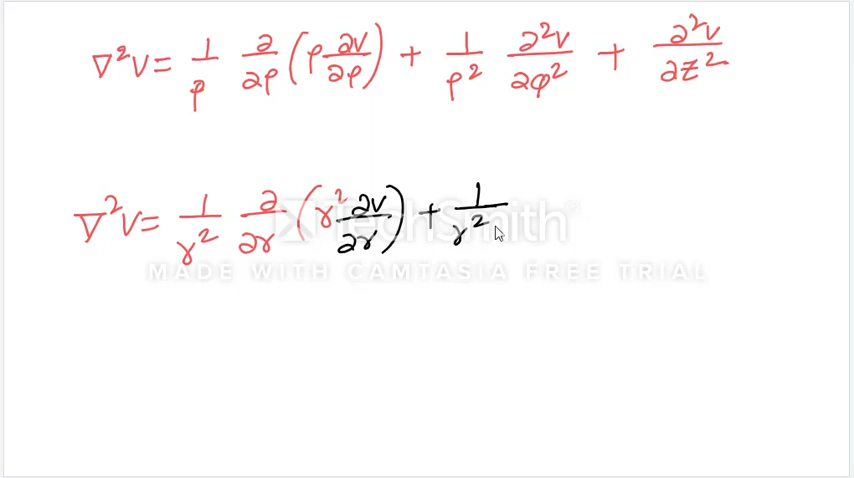 ∇²V = 1/ρ ∂/∂ρ (ρ ∂V/∂ρ) + 1/ρ² ∂²V/∂φ² + ∂²V/∂z²
∇²V = 1/r² ∂/∂r (r² ∂V/∂r) + 1/r²
TechSmith
MADE WITH CAMTASIA FREE TRIAL